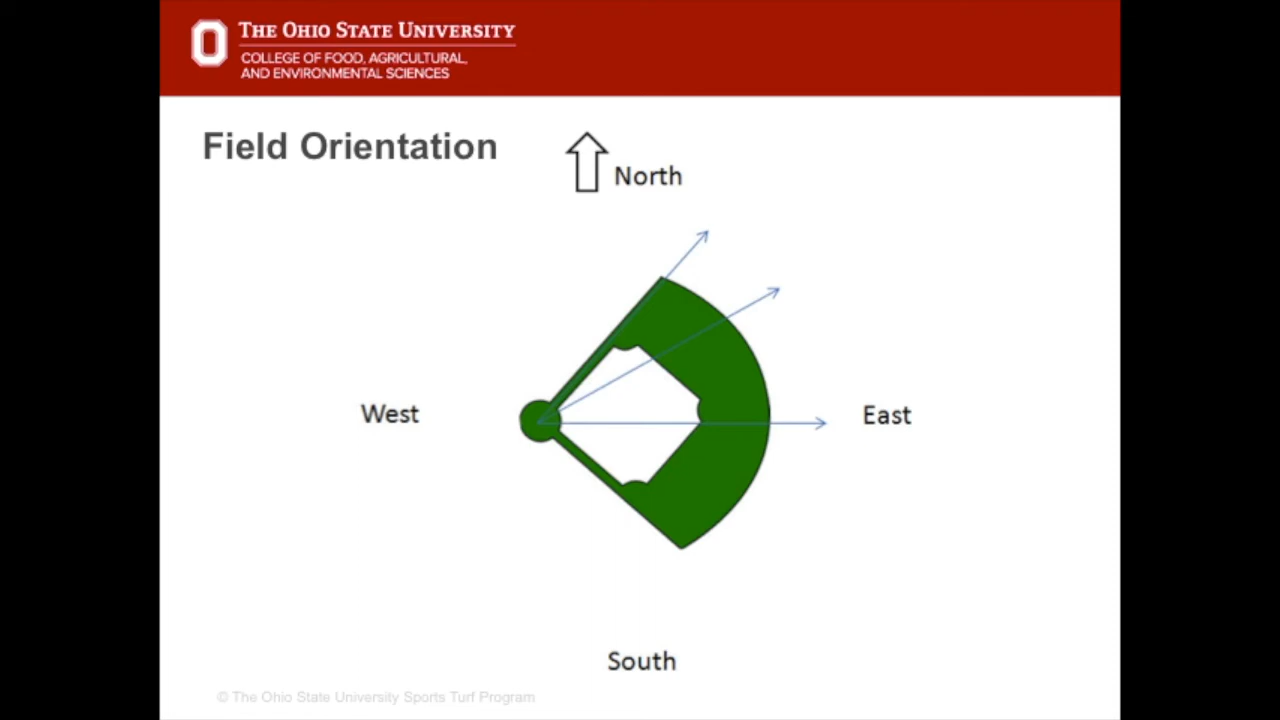 THE OHIO STATE UNIVERSITY
COLLEGE OF FOOD, AGRICULTURAL,
AND ENVIRONMENTAL SCIENCES
Field Orientation
North
West
East
South
© The Ohio State University Sports Turf Program